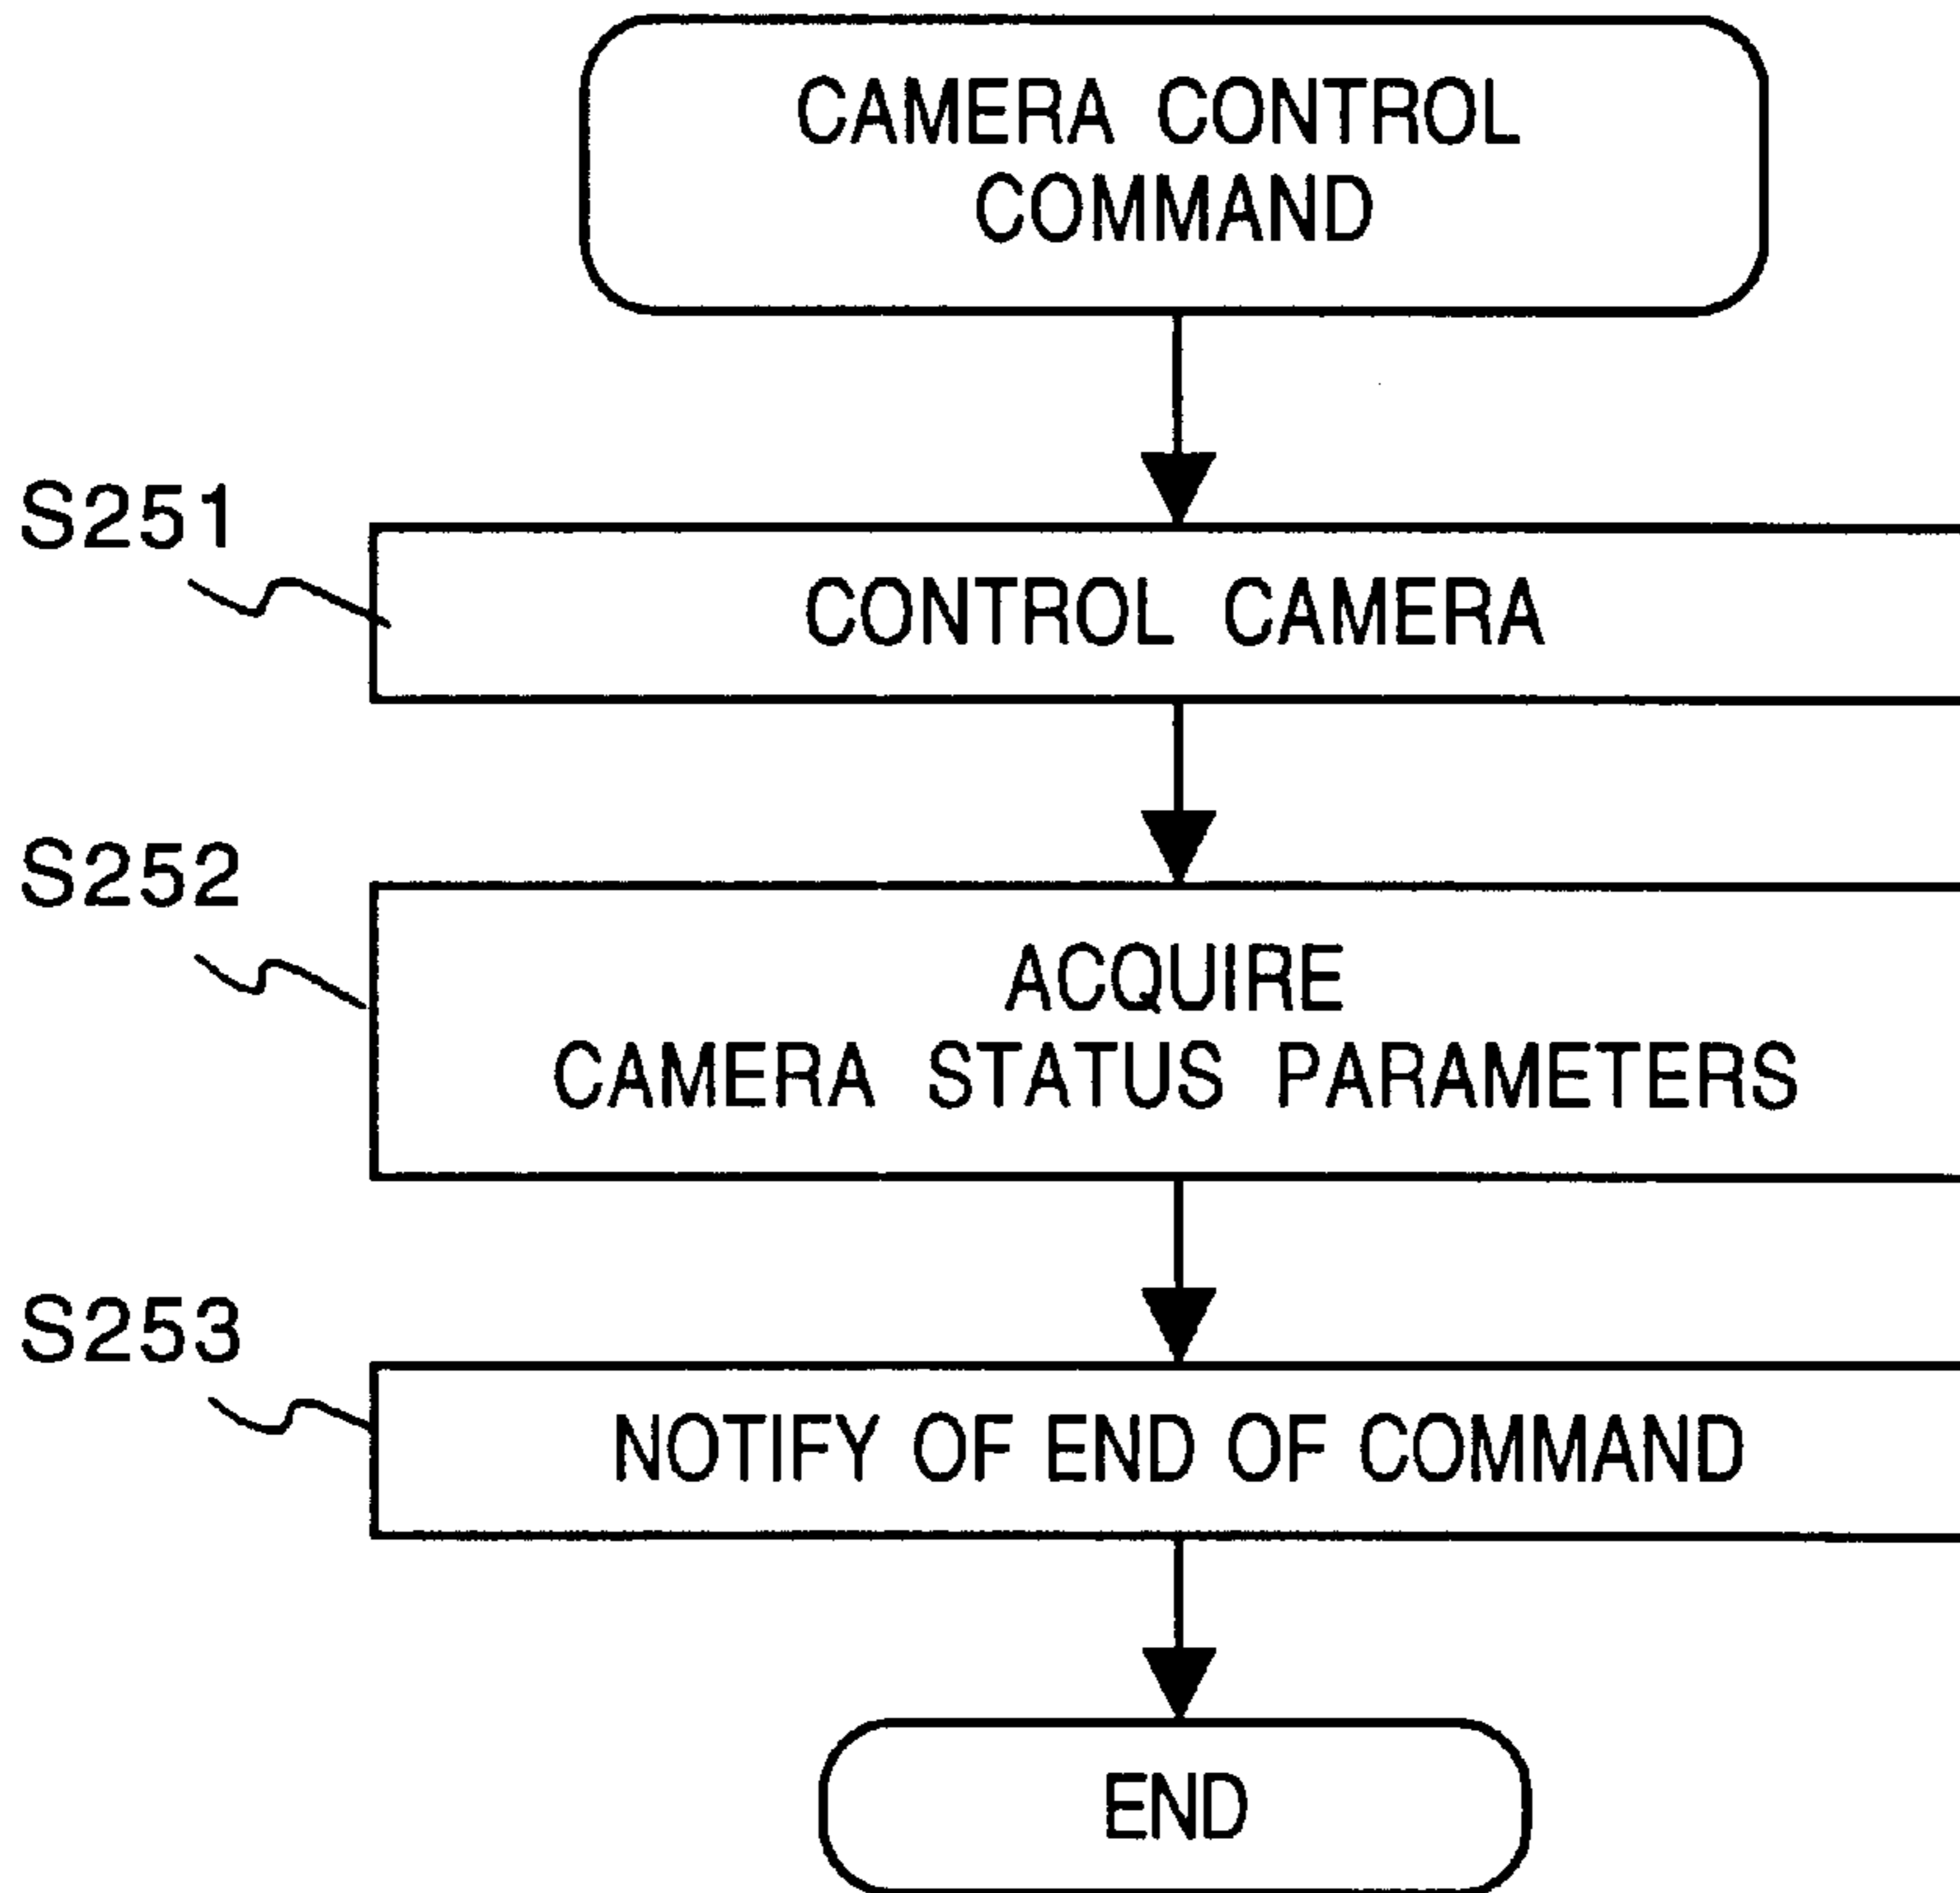 CAMERA CONTROL
COMMAND
S251
CONTROL CAMERA
S252
ACQUIRE
CAMERA STATUS PARAMETERS
S253
NOTIFY OF END OF COMMAND
END